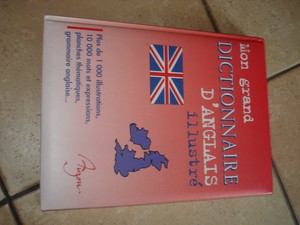 Mon grand
DICTIONNAIRE
D'ANGLAIS
illustré
Plus de 1 000 illustrations,
10 000 mots et expressions,
planches thématiques,
grammaire anglaise...